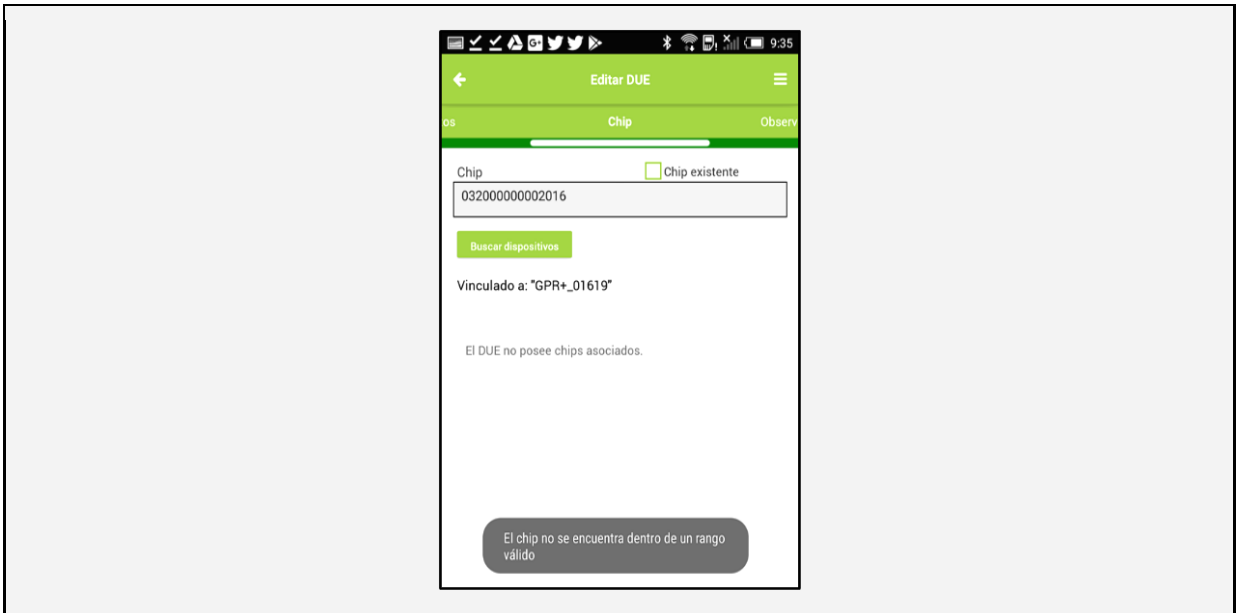 9:35
Editar DUE
os Chip Observ
Chip Chip existente
032000000002016
Buscar dispositivos
Vinculado a: "GPR+_01619"
El DUE no posee chips asociados.
El chip no se encuentra dentro de un rango
válido